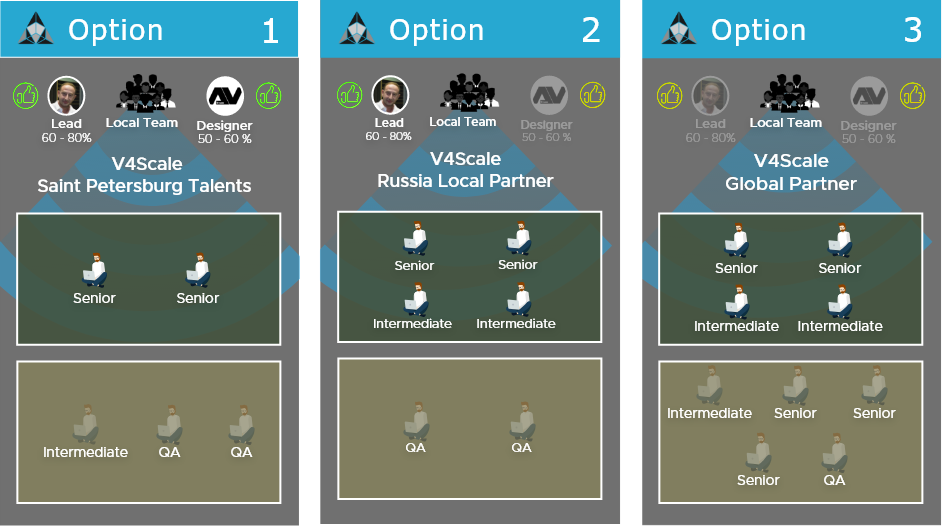 Option 1
Lead
60 - 80%
Local Team
Designer
50 - 60 %
V4Scale
Saint Petersburg Talents
Senior Senior
Intermediate QA QA
Option 2
Lead
60 - 80%
Local Team
Designer
50 - 60 %
V4Scale
Russia Local Partner
Senior Senior
Intermediate Intermediate
QA QA
Option 3
Lead
60 - 80%
Local Team
Designer
50 - 60 %
V4Scale
Global Partner
Senior Senior
Intermediate Intermediate
Intermediate Senior Senior
Senior QA